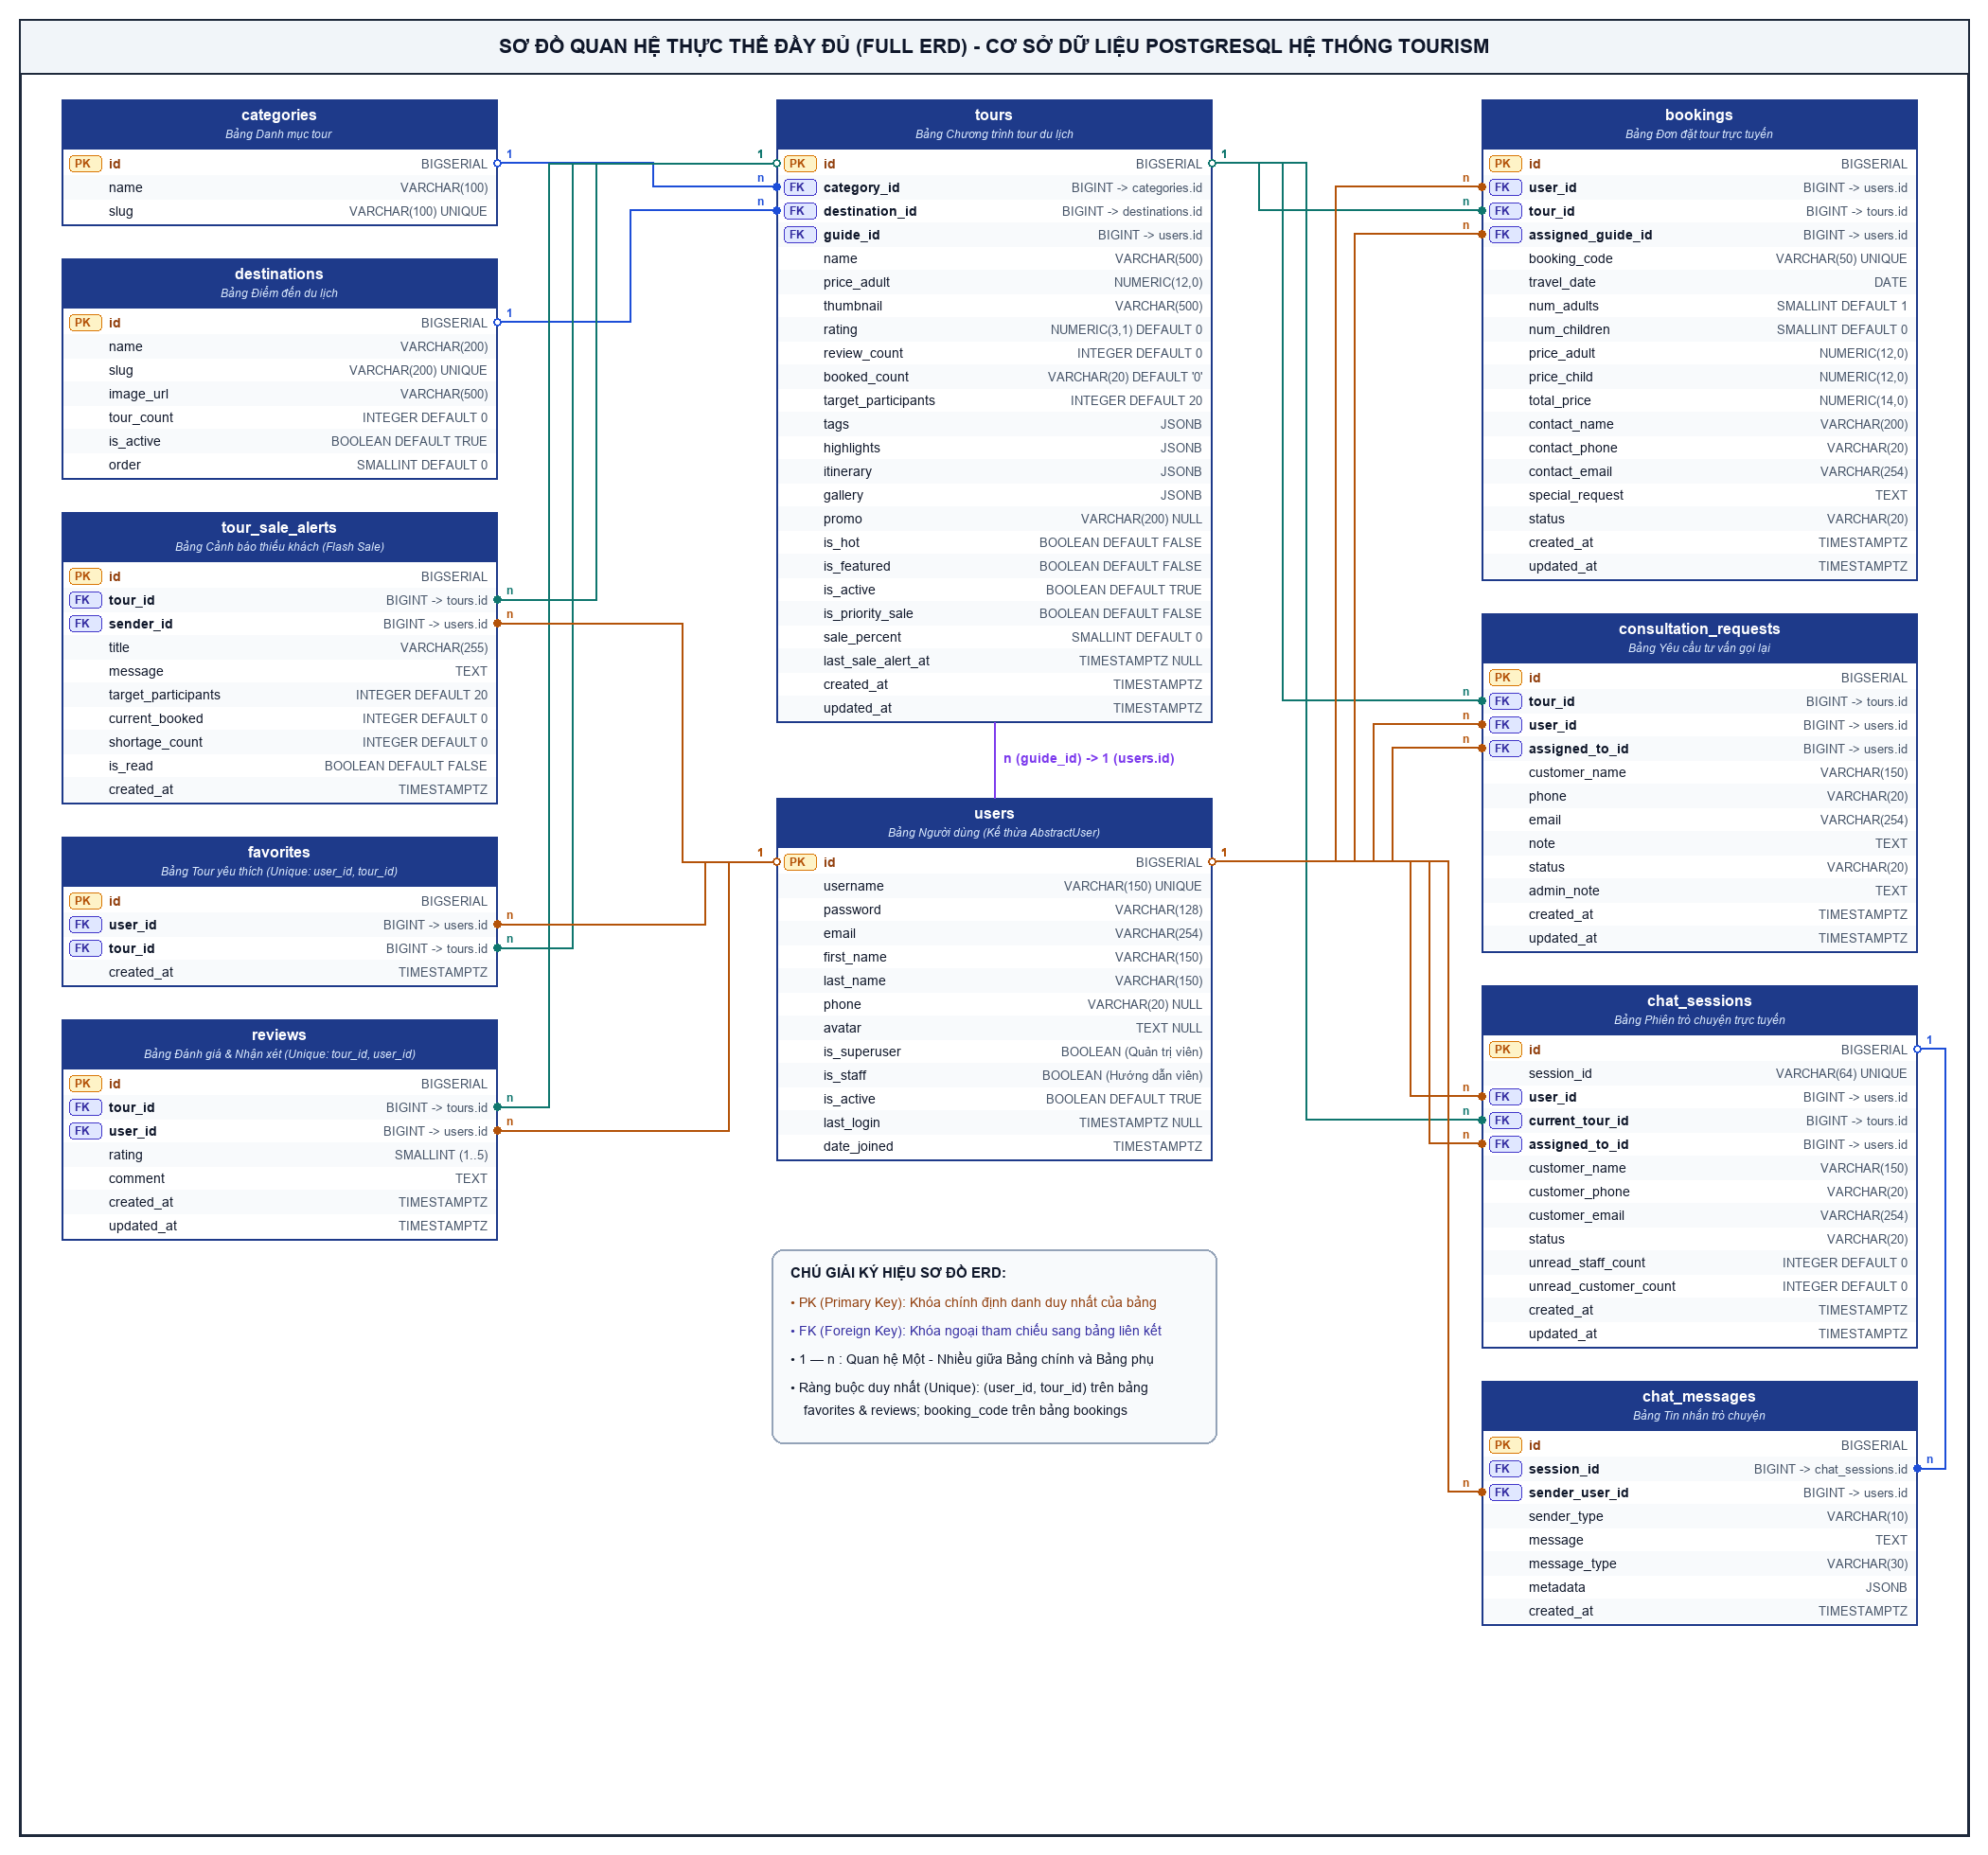 SƠ ĐỒ QUAN HỆ THỰC THỂ ĐẦY ĐỦ (FULL ERD) - CƠ SỞ DỮ LIỆU POSTGRESQL HỆ THỐNG TOURISM
categories
Bảng Danh mục tour
PK id BIGSERIAL 1
name VARCHAR(100)
slug VARCHAR(100) UNIQUE
destinations
Bảng Điểm đến du lịch
PK id BIGSERIAL 1
name VARCHAR(200)
slug VARCHAR(200) UNIQUE
image_url VARCHAR(500)
tour_count INTEGER DEFAULT 0
is_active BOOLEAN DEFAULT TRUE
order SMALLINT DEFAULT 0
tour_sale_alerts
Bảng Cảnh báo thiếu khách (Flash Sale)
PK id BIGSERIAL
FK tour_id BIGINT -> tours.id n
FK sender_id BIGINT -> users.id n
title VARCHAR(255)
message TEXT
target_participants INTEGER DEFAULT 20
current_booked INTEGER DEFAULT 0
shortage_count INTEGER DEFAULT 0
is_read BOOLEAN DEFAULT FALSE
created_at TIMESTAMPTZ
favorites
Bảng Tour yêu thích (Unique: user_id, tour_id)
PK id BIGSERIAL
FK user_id BIGINT -> users.id n
FK tour_id BIGINT -> tours.id n
created_at TIMESTAMPTZ
reviews
Bảng Đánh giá & Nhận xét (Unique: tour_id, user_id)
PK id BIGSERIAL
FK tour_id BIGINT -> tours.id n
FK user_id BIGINT -> users.id n
rating SMALLINT (1..5)
comment TEXT
created_at TIMESTAMPTZ
updated_at TIMESTAMPTZ
tours
Bảng Chương trình tour du lịch
1 PK id BIGSERIAL 1
n FK category_id BIGINT -> categories.id
n FK destination_id BIGINT -> destinations.id
FK guide_id BIGINT -> users.id
name VARCHAR(500)
price_adult NUMERIC(12,0)
thumbnail VARCHAR(500)
rating NUMERIC(3,1) DEFAULT 0
review_count INTEGER DEFAULT 0
booked_count VARCHAR(20) DEFAULT '0'
target_participants INTEGER DEFAULT 20
tags JSONB
highlights JSONB
itinerary JSONB
gallery JSONB
promo VARCHAR(200) NULL
is_hot BOOLEAN DEFAULT FALSE
is_featured BOOLEAN DEFAULT FALSE
is_active BOOLEAN DEFAULT TRUE
is_priority_sale BOOLEAN DEFAULT FALSE
sale_percent SMALLINT DEFAULT 0
last_sale_alert_at TIMESTAMPTZ NULL
created_at TIMESTAMPTZ
updated_at TIMESTAMPTZ
n (guide_id) -> 1 (users.id)
users
Bảng Người dùng (Kế thừa AbstractUser)
1 PK id BIGSERIAL 1
username VARCHAR(150) UNIQUE
password VARCHAR(128)
email VARCHAR(254)
first_name VARCHAR(150)
last_name VARCHAR(150)
phone VARCHAR(20) NULL
avatar TEXT NULL
is_superuser BOOLEAN (Quản trị viên)
is_staff BOOLEAN (Hướng dẫn viên)
is_active BOOLEAN DEFAULT TRUE
last_login TIMESTAMPTZ NULL
date_joined TIMESTAMPTZ
CHÚ GIẢI KÝ HIỆU SƠ ĐỒ ERD:
• PK (Primary Key): Khóa chính định danh duy nhất của bảng
• FK (Foreign Key): Khóa ngoại tham chiếu sang bảng liên kết
• 1 — n : Quan hệ Một - Nhiều giữa Bảng chính và Bảng phụ
• Ràng buộc duy nhất (Unique): (user_id, tour_id) trên bảng
favorites & reviews; booking_code trên bảng bookings
bookings
Bảng Đơn đặt tour trực tuyến
PK id BIGSERIAL
n FK user_id BIGINT -> users.id
n FK tour_id BIGINT -> tours.id
n FK assigned_guide_id BIGINT -> users.id
booking_code VARCHAR(50) UNIQUE
travel_date DATE
num_adults SMALLINT DEFAULT 1
num_children SMALLINT DEFAULT 0
price_adult NUMERIC(12,0)
price_child NUMERIC(12,0)
total_price NUMERIC(14,0)
contact_name VARCHAR(200)
contact_phone VARCHAR(20)
contact_email VARCHAR(254)
special_request TEXT
status VARCHAR(20)
created_at TIMESTAMPTZ
updated_at TIMESTAMPTZ
consultation_requests
Bảng Yêu cầu tư vấn gọi lại
PK id BIGSERIAL
n FK tour_id BIGINT -> tours.id
n FK user_id BIGINT -> users.id
n FK assigned_to_id BIGINT -> users.id
customer_name VARCHAR(150)
phone VARCHAR(20)
email VARCHAR(254)
note TEXT
status VARCHAR(20)
admin_note TEXT
created_at TIMESTAMPTZ
updated_at TIMESTAMPTZ
chat_sessions
Bảng Phiên trò chuyện trực tuyến
PK id BIGSERIAL 1
session_id VARCHAR(64) UNIQUE
n FK user_id BIGINT -> users.id
n FK current_tour_id BIGINT -> tours.id
n FK assigned_to_id BIGINT -> users.id
customer_name VARCHAR(150)
customer_phone VARCHAR(20)
customer_email VARCHAR(254)
status VARCHAR(20)
unread_staff_count INTEGER DEFAULT 0
unread_customer_count INTEGER DEFAULT 0
created_at TIMESTAMPTZ
updated_at TIMESTAMPTZ
chat_messages
Bảng Tin nhắn trò chuyện
PK id BIGSERIAL
FK session_id BIGINT -> chat_sessions.id n
n FK sender_user_id BIGINT -> users.id
sender_type VARCHAR(10)
message TEXT
message_type VARCHAR(30)
metadata JSONB
created_at TIMESTAMPTZ